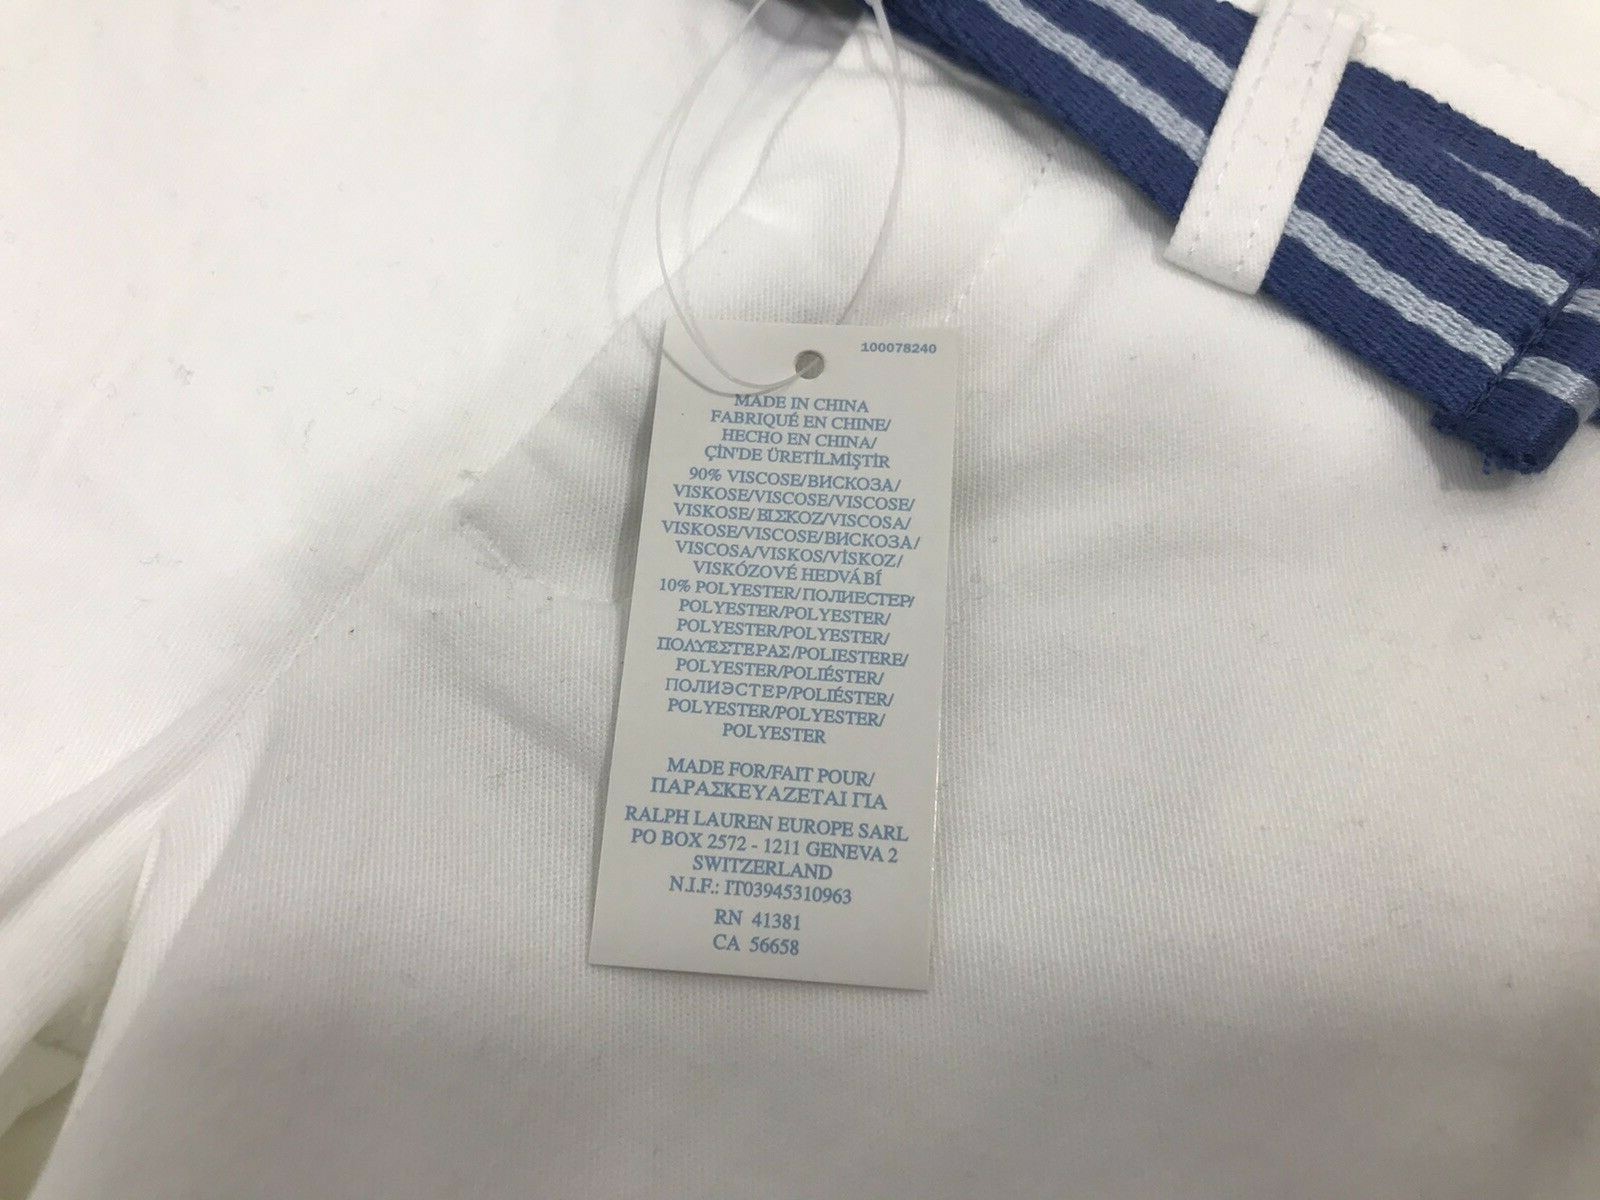 100078240
MADE IN CHINA
FABRIQUÉ EN CHINE/
HECHO EN CHINA/
ÇİN'DE ÜRETİLMİŞTİR
90% VISCOSE/ВИСКОЗА/
VISKOSE/VISCOSE/VISCOSE/
VISKOSE/ΒΙΣΚΟΖ/VISCOSA/
VISKOSE/VISCOSE/ВИСКОЗА/
VISCOSA/VISKOS/VİSKOZ/
VISKÓZOVÉ HEDVÁBÍ
10% POLYESTER/ПОЛИЕСТЕР/
POLYESTER/POLYESTER/
POLYESTER/POLYESTER/
ΠΟΛΥΕΣΤΕΡΑΣ/POLIESTERE/
POLYESTER/POLIÉSTER/
ПОЛИЭСТЕР/POLIÉSTER/
POLYESTER/POLYESTER/
POLYESTER
MADE FOR/FAIT POUR/
ΠΑΡΑΣΚΕΥΑΖΕΤΑΙ ΓΙΑ
RALPH LAUREN EUROPE SARL
PO BOX 2572 - 1211 GENEVA 2
SWITZERLAND
N.I.F.: IT03945310963
RN 41381
CA 56658